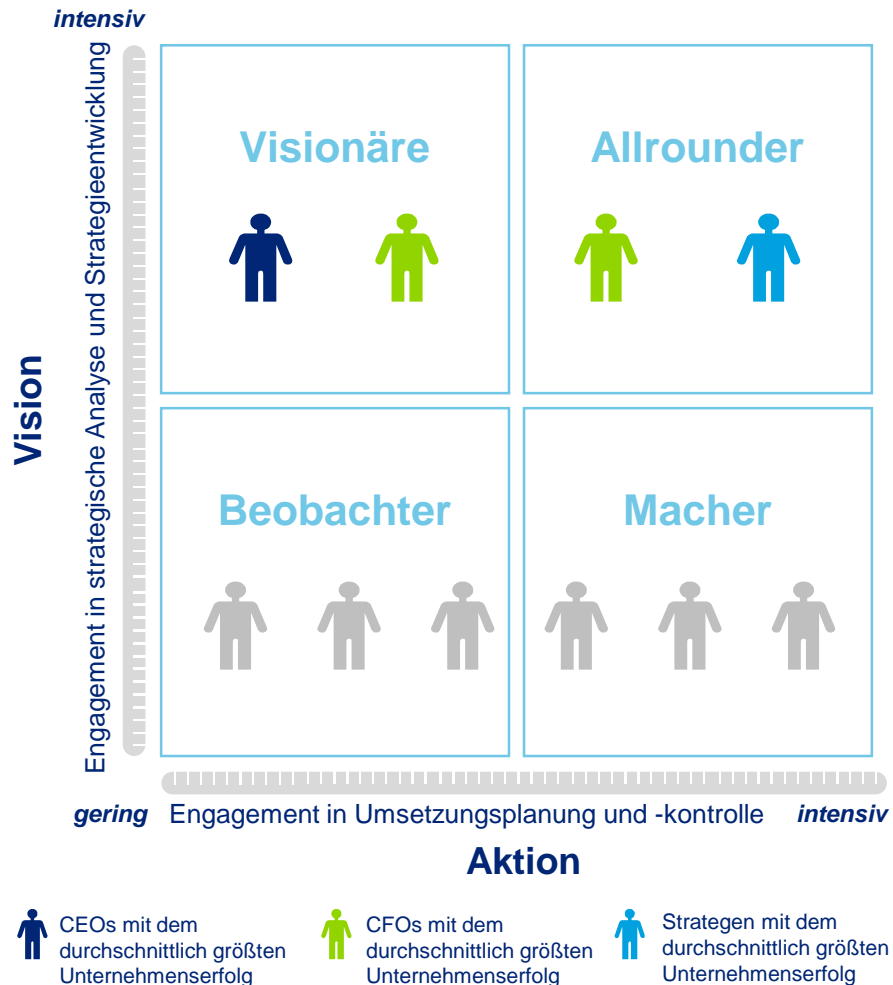 intensiv
Vision
Engagement in strategische Analyse und Strategieentwicklung
Visionäre
Allrounder
Beobachter
Macher
gering
Engagement in Umsetzungsplanung und -kontrolle
intensiv
Aktion
CEOs mit dem
durchschnittlich größten
Unternehmenserfolg
CFOs mit dem
durchschnittlich größten
Unternehmenserfolg
Strategen mit dem
durchschnittlich größten
Unternehmenserfolg